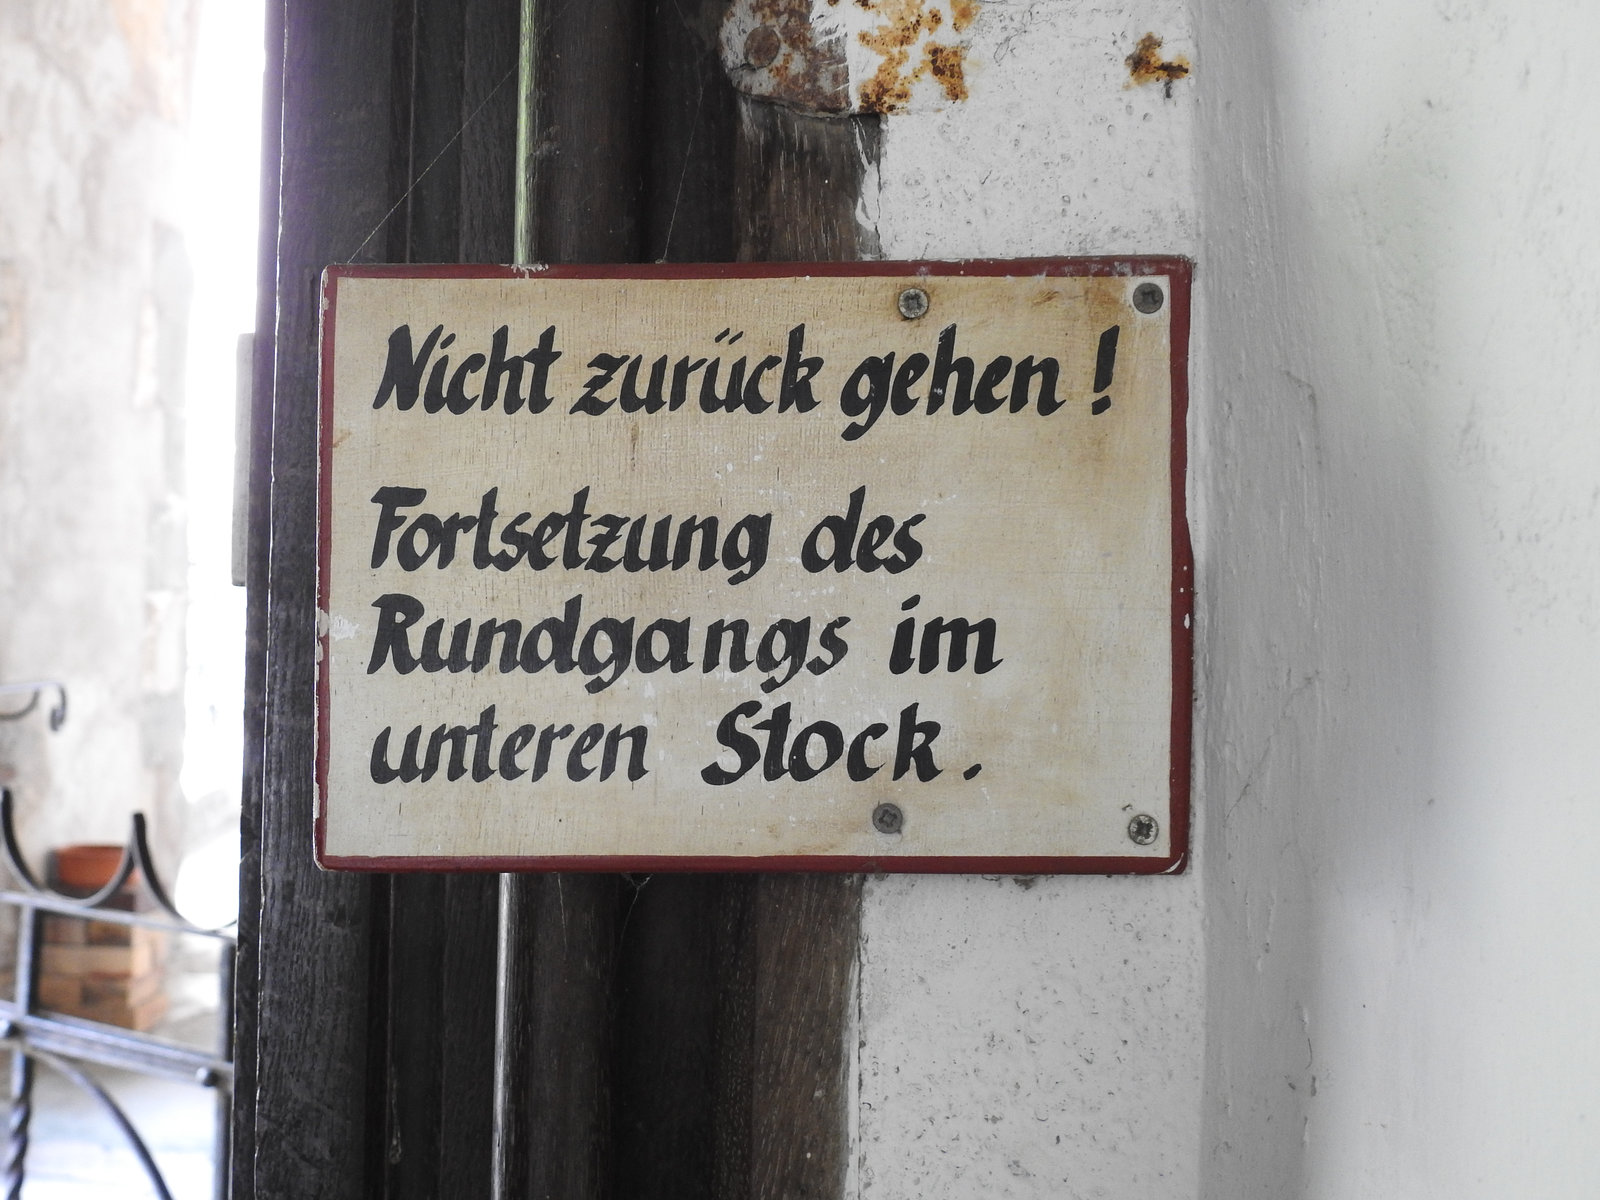 Nicht zurück gehen !
Fortsetzung des
Rundgangs im
unteren Stock.